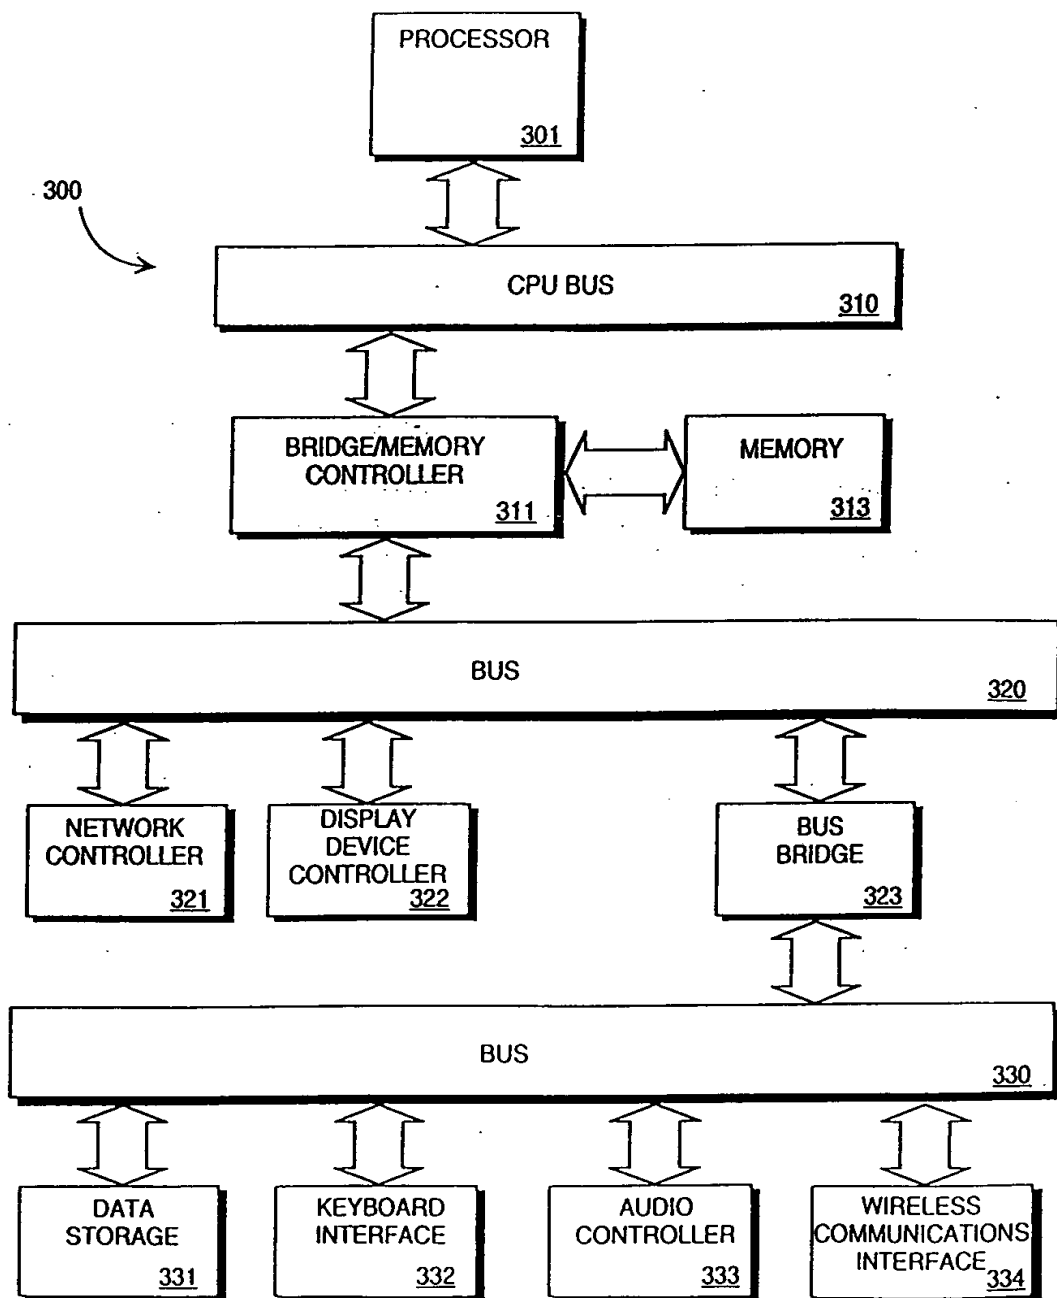 PROCESSOR
301
300
CPU BUS
310
BRIDGE/MEMORY
CONTROLLER
311
MEMORY
313
BUS
320
NETWORK
CONTROLLER
321
DISPLAY
DEVICE
CONTROLLER
322
BUS
BRIDGE
323
BUS
330
DATA
STORAGE
331
KEYBOARD
INTERFACE
332
AUDIO
CONTROLLER
333
WIRELESS
COMMUNICATIONS
INTERFACE
334